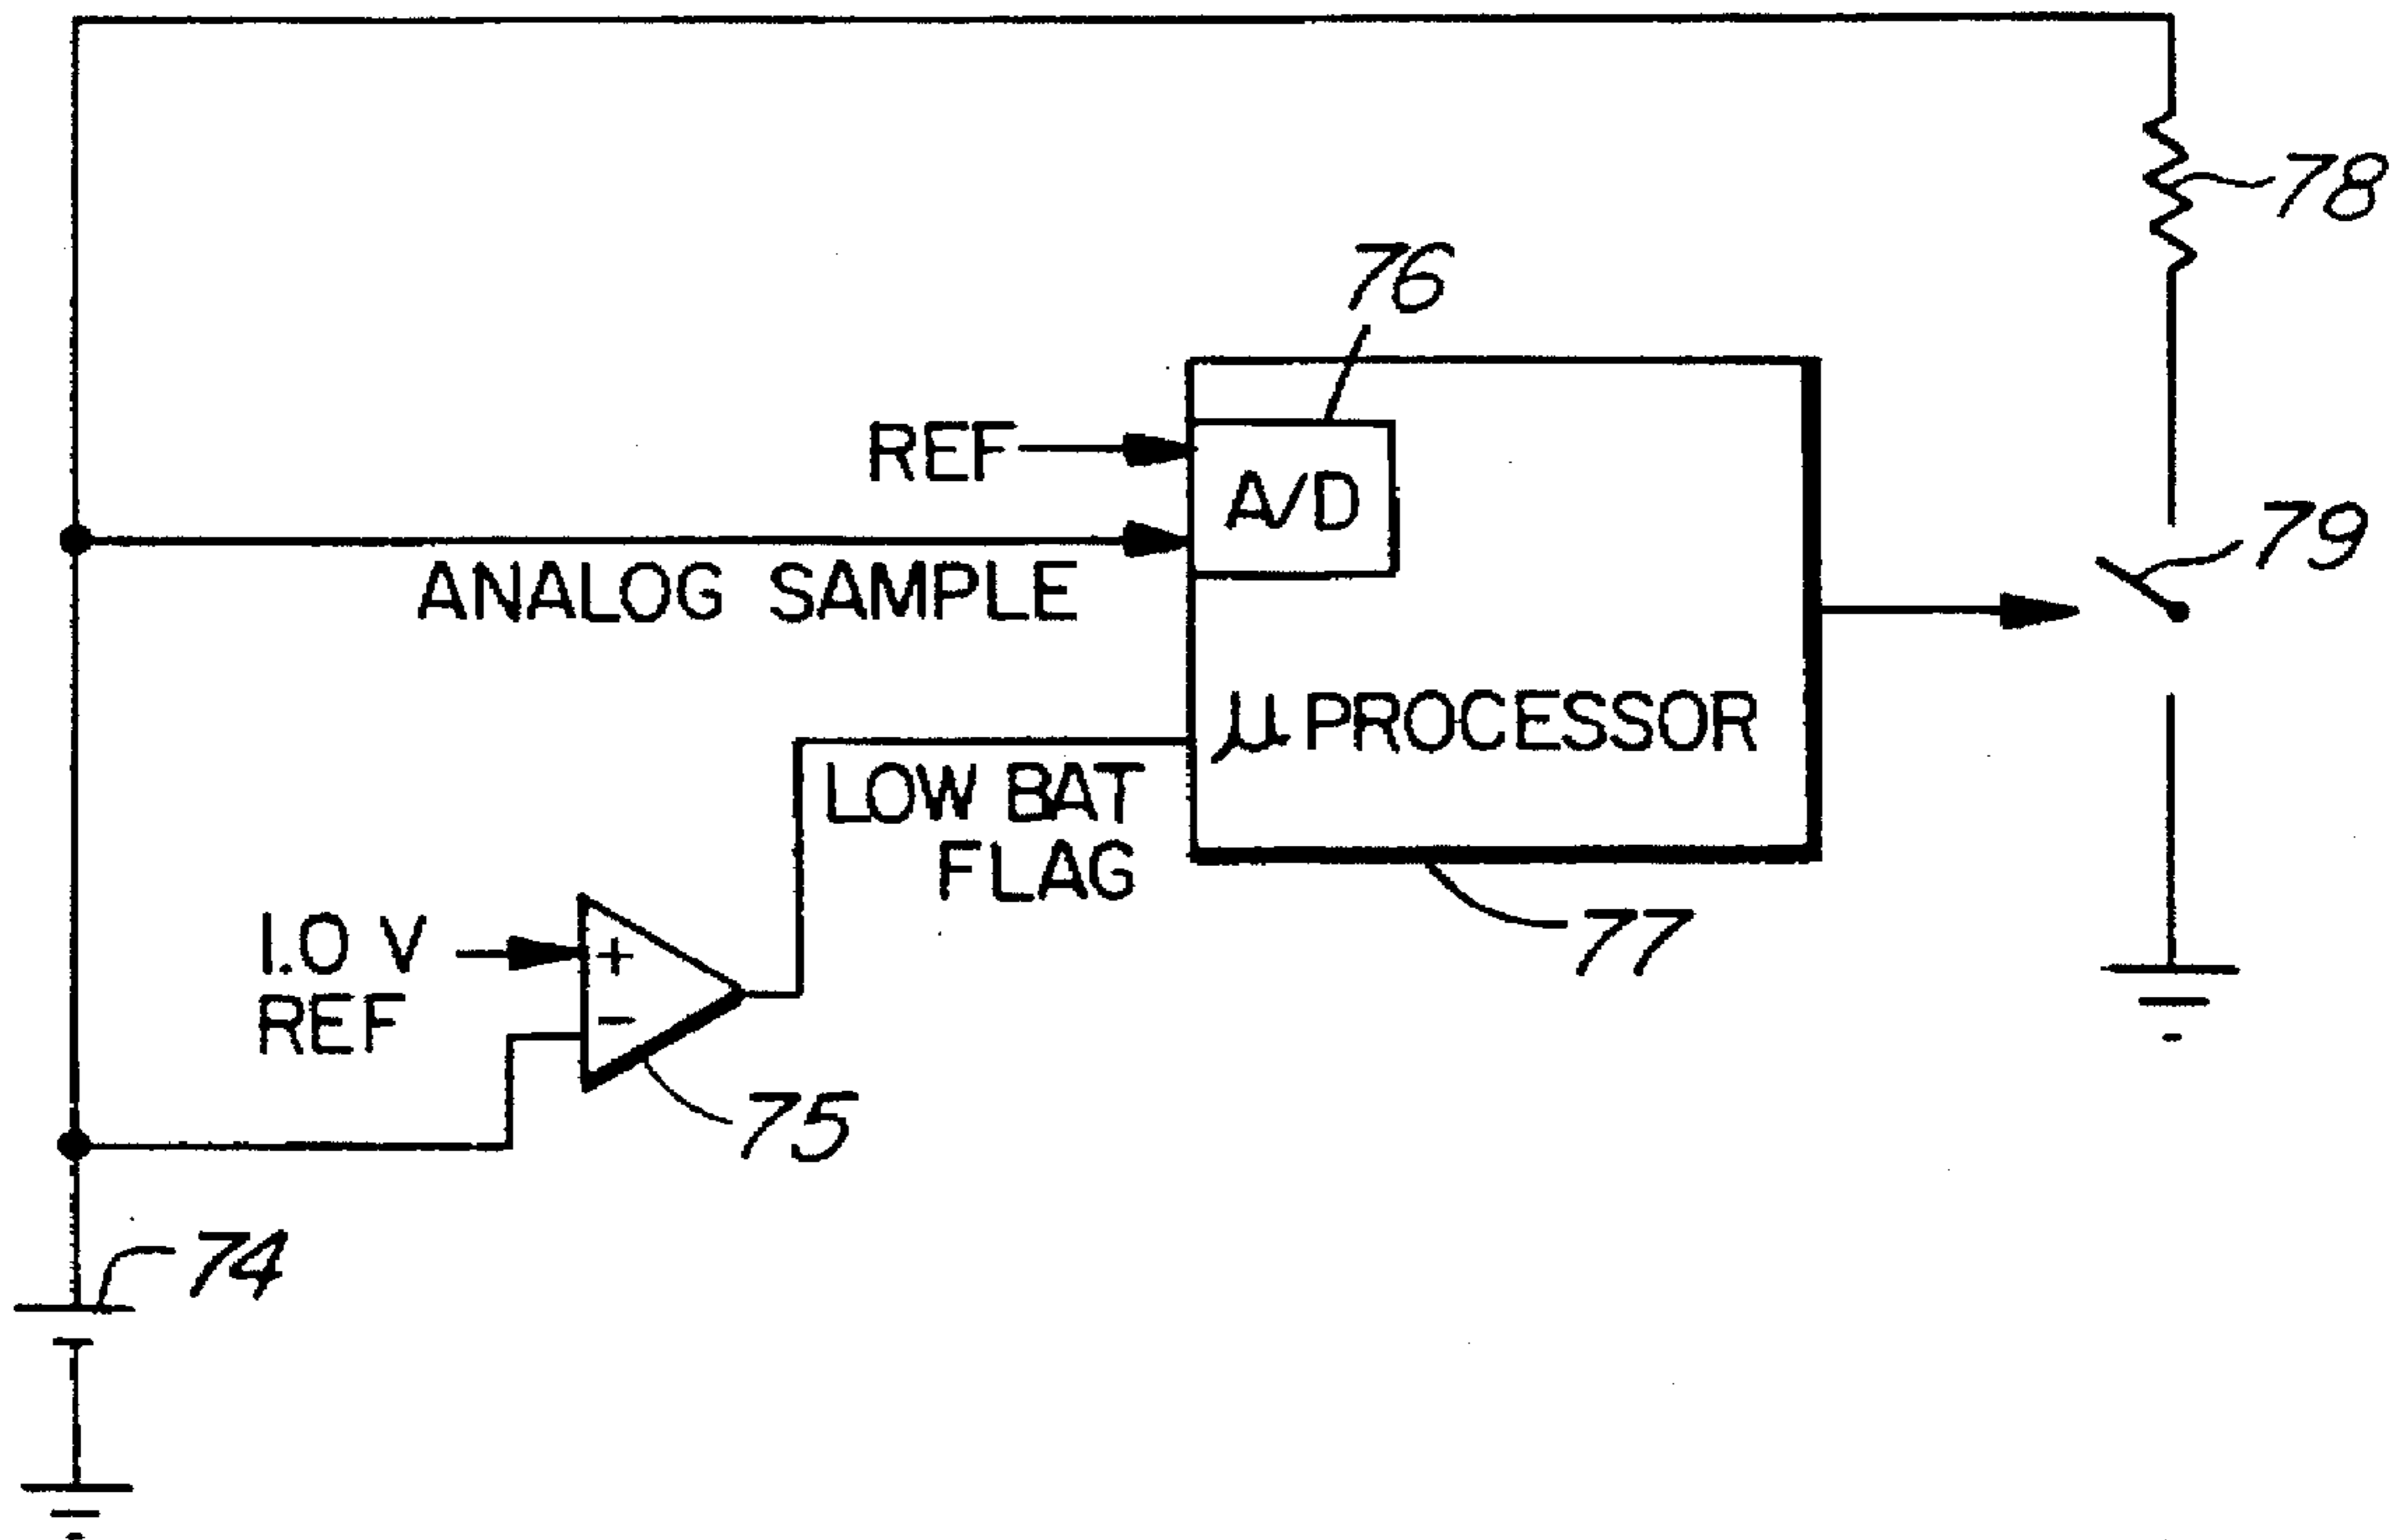 78
76
REF
A/D
79
ANALOG SAMPLE
μ PROCESSOR
LOW BAT
FLAG
1.0 V
REF
+
−
77
75
74